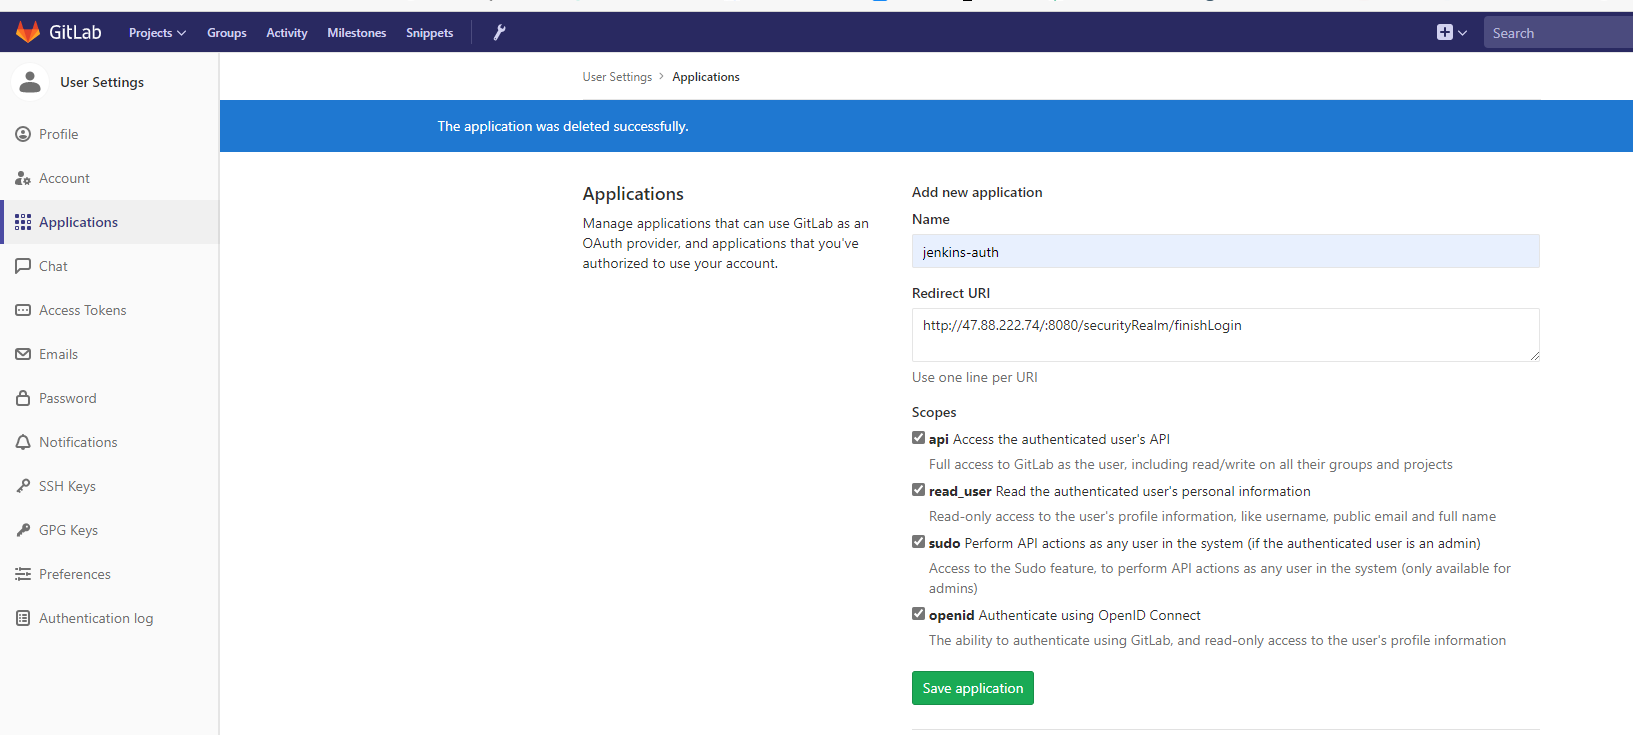 GitLab Projects Groups Activity Milestones Snippets Search
User Settings
User Settings > Applications
The application was deleted successfully.
Profile
Account
Applications
Chat
Access Tokens
Emails
Password
Notifications
SSH Keys
GPG Keys
Preferences
Authentication log
Applications
Manage applications that can use GitLab as an
OAuth provider, and applications that you've
authorized to use your account.
Add new application
Name
jenkins-auth
Redirect URI
http://47.88.222.74/:8080/securityRealm/finishLogin
Use one line per URI
Scopes
api Access the authenticated user's API
Full access to GitLab as the user, including read/write on all their groups and projects
read_user Read the authenticated user's personal information
Read-only access to the user's profile information, like username, public email and full name
sudo Perform API actions as any user in the system (if the authenticated user is an admin)
Access to the Sudo feature, to perform API actions as any user in the system (only available for
admins)
openid Authenticate using OpenID Connect
The ability to authenticate using GitLab, and read-only access to the user's profile information
Save application